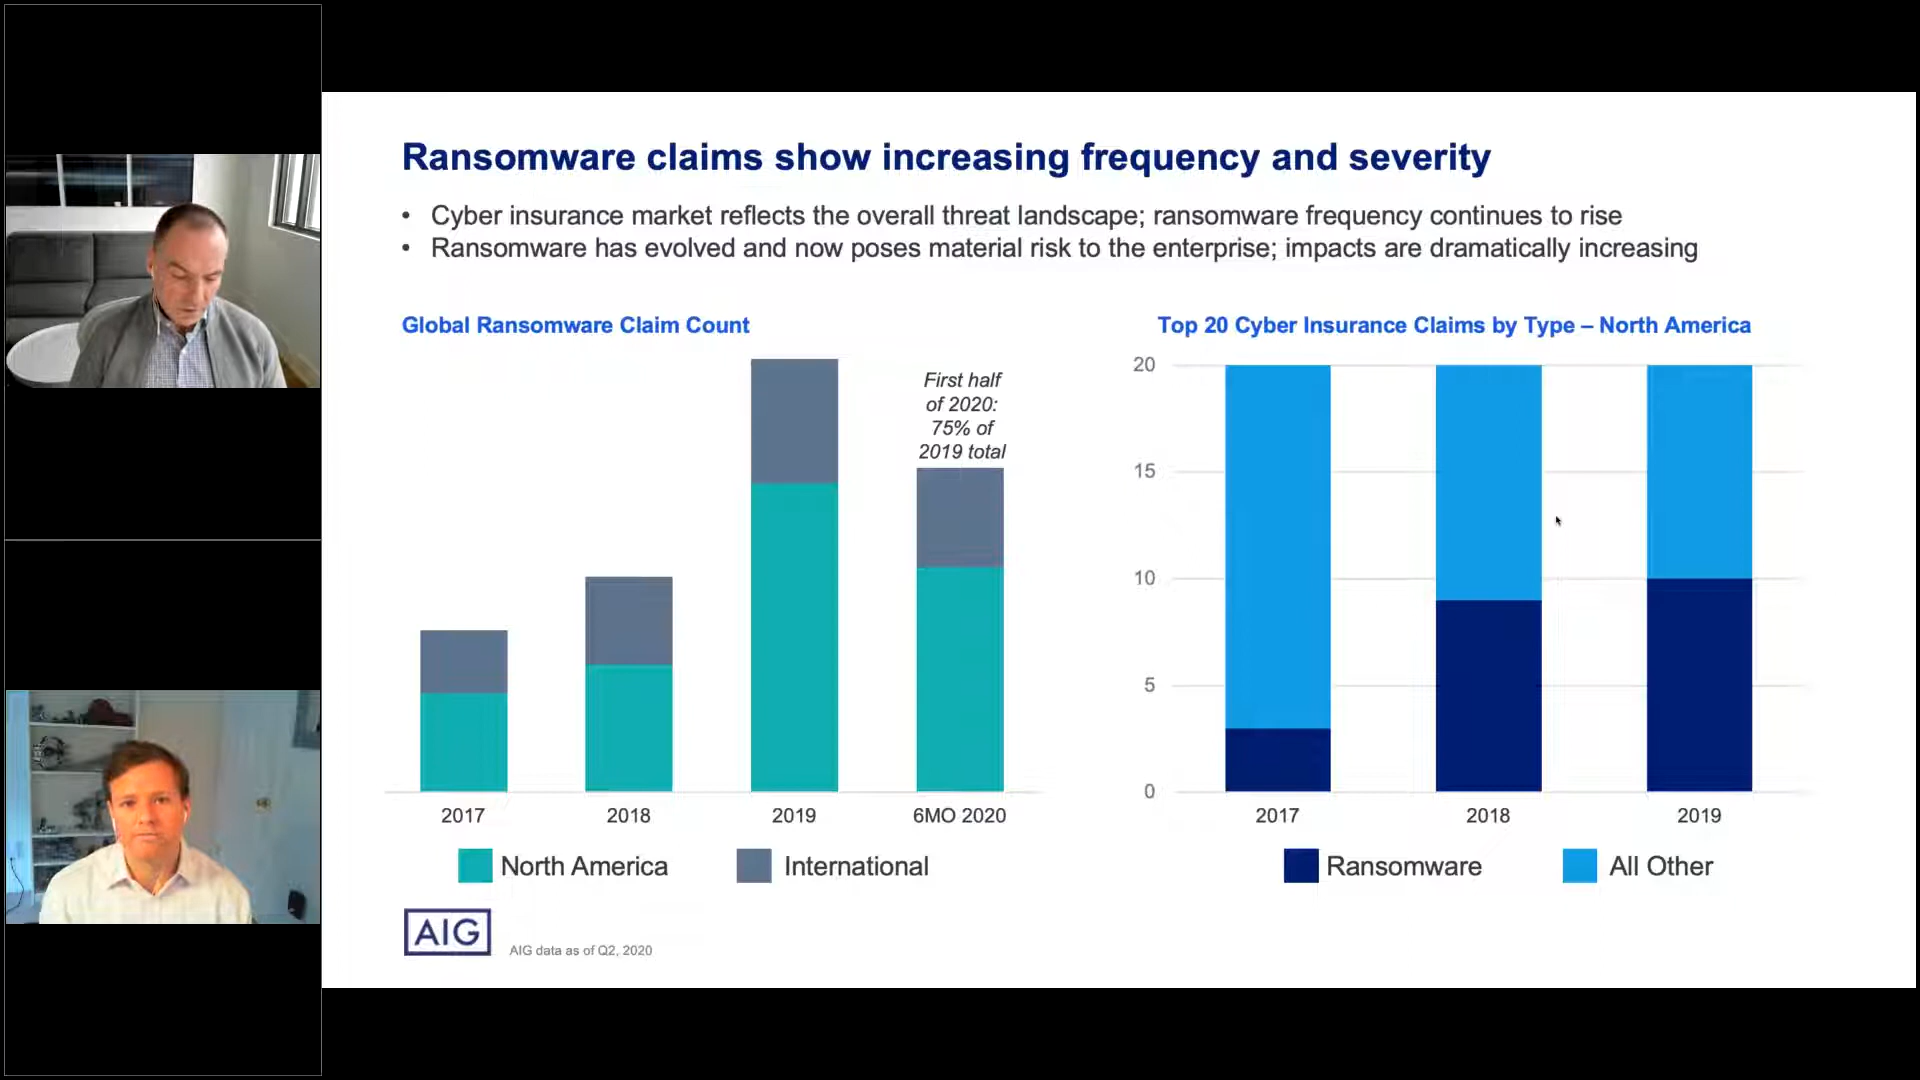 Ransomware claims show increasing frequency and severity
• Cyber insurance market reflects the overall threat landscape; ransomware frequency continues to rise
• Ransomware has evolved and now poses material risk to the enterprise; impacts are dramatically increasing
Global Ransomware Claim Count
First half
of 2020:
75% of
2019 total
2017
2018
2019
6MO 2020
North America
International
Top 20 Cyber Insurance Claims by Type – North America
20
15
10
5
0
2017
2018
2019
Ransomware
All Other
AIG
AIG data as of Q2, 2020